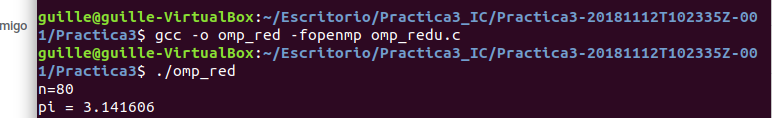 guille@guille-VirtualBox:~/Escritorio/Practica3_IC/Practica3-20181112T102335Z-00
migo
1/Practica3$ gcc -o omp_red -fopenmp omp_redu.c
guille@guille-VirtualBox:~/Escritorio/Practica3_IC/Practica3-20181112T102335Z-00
1/Practica3$ ./omp_red
n=80
pi = 3.141606